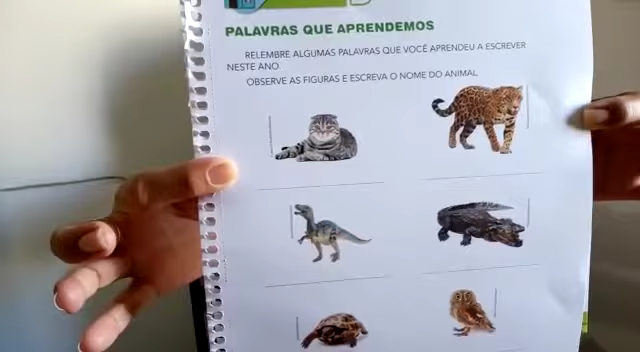 PALAVRAS QUE APRENDEMOS
RELEMBRE ALGUMAS PALAVRAS QUE VOCÊ APRENDEU A ESCREVER
NESTE ANO.
OBSERVE AS FIGURAS E ESCREVA O NOME DO ANIMAL